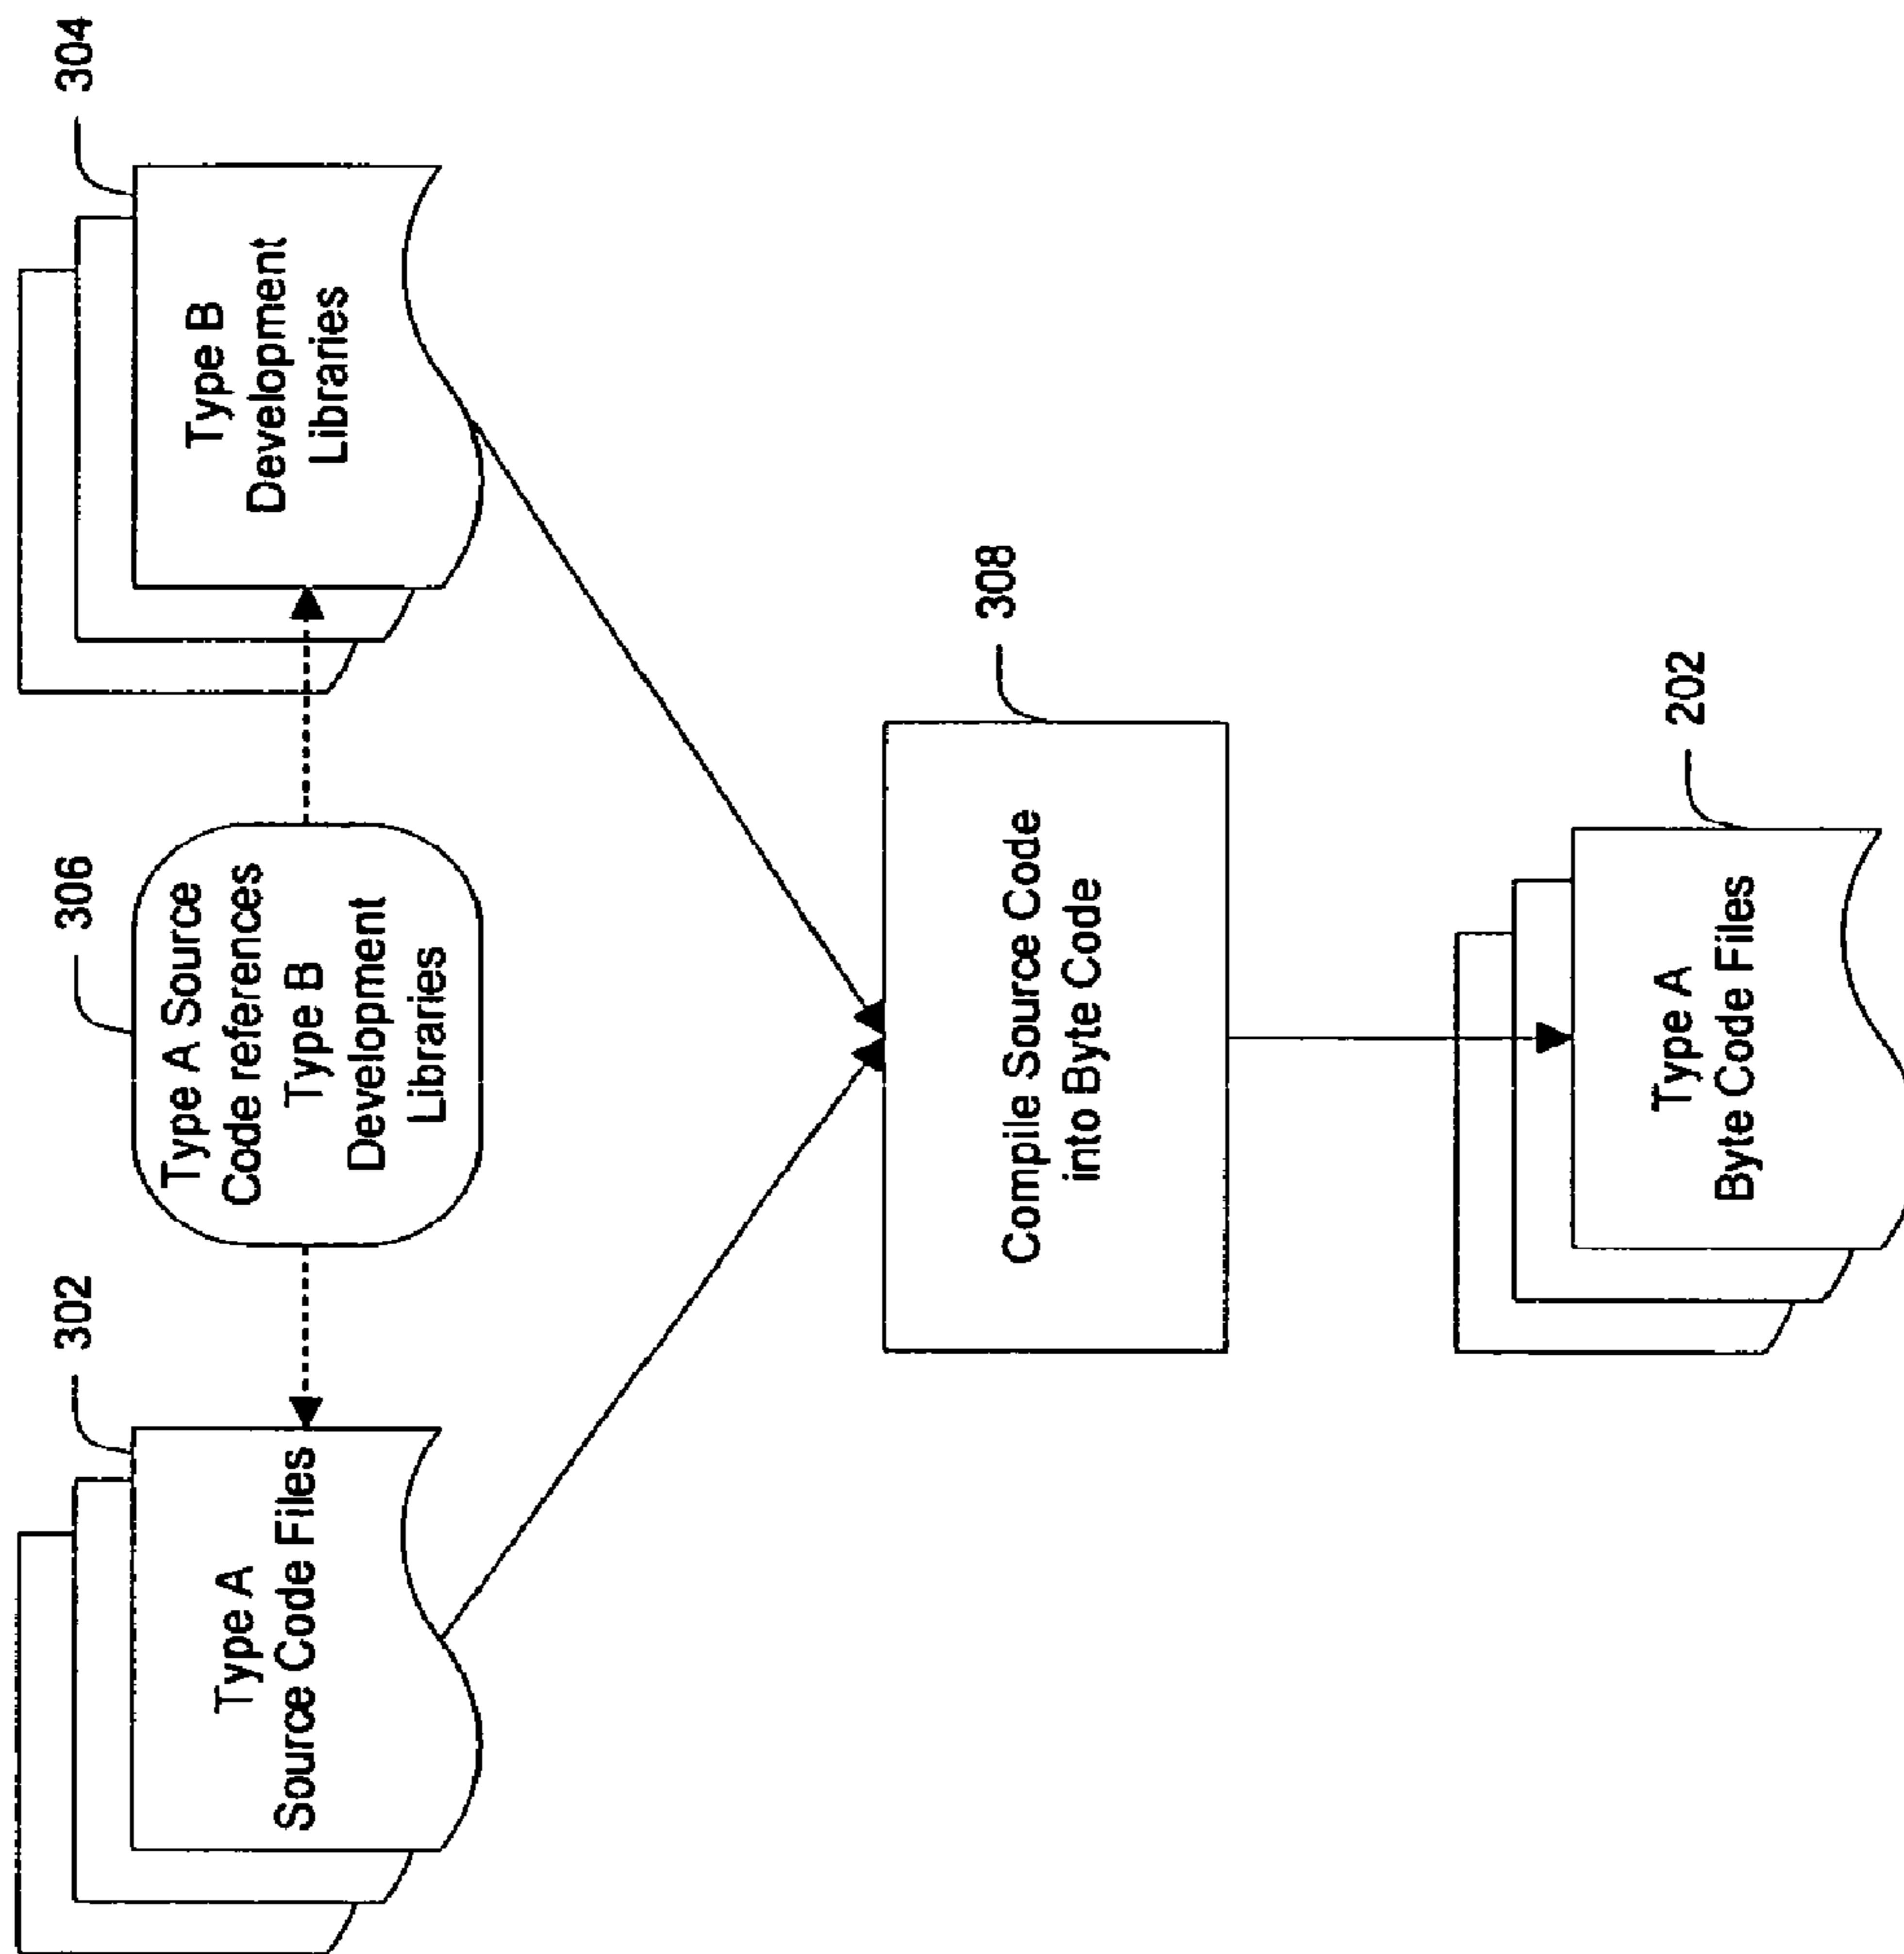 302
Type A
Source Code Files
306
Type A Source
Code references
Type B
Development
Libraries
304
Type B
Development
Libraries
308
Compile Source Code
into Byte Code
202
Type A
Byte Code Files